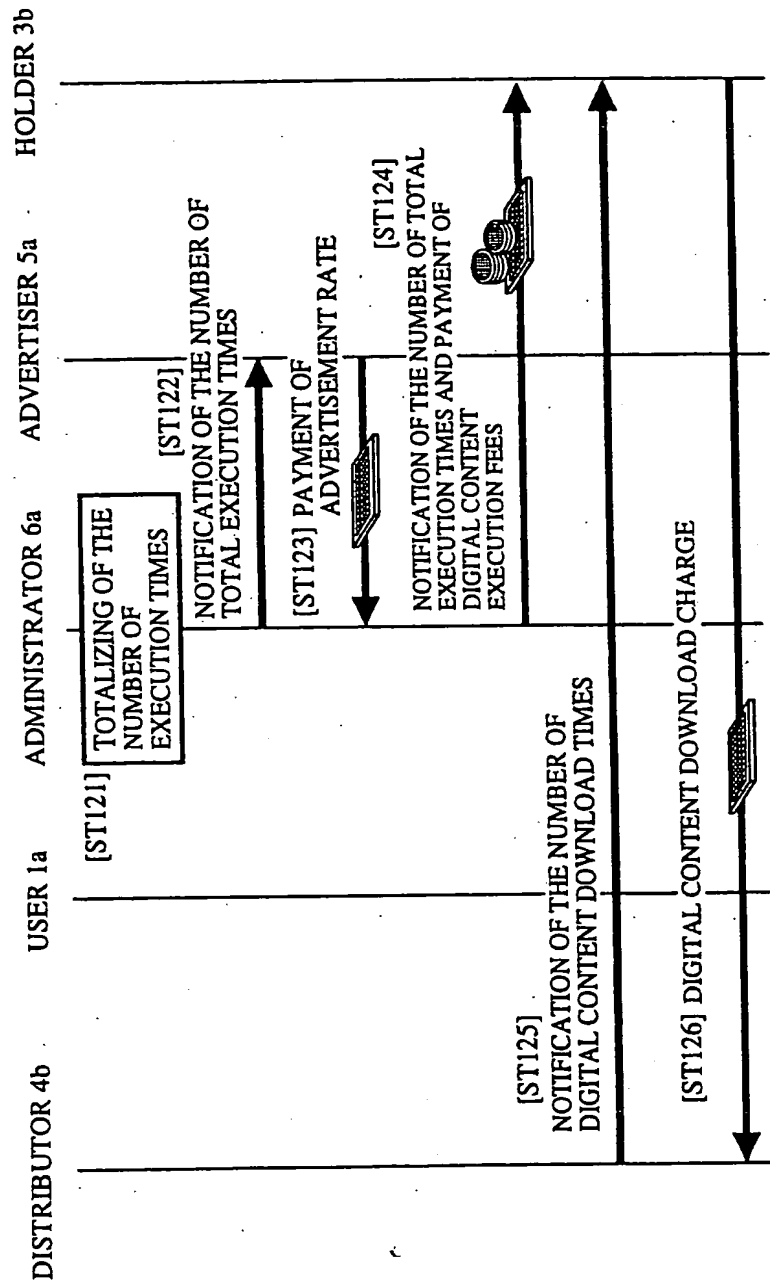 DISTRIBUTOR 4b
USER 1a
ADMINISTRATOR 6a
ADVERTISER 5a
HOLDER 3b
[ST121]
TOTALIZING OF THE
NUMBER OF
EXECUTION TIMES
[ST122]
NOTIFICATION OF THE NUMBER OF
TOTAL EXECUTION TIMES
[ST123] PAYMENT OF
ADVERTISEMENT RATE
[ST124]
NOTIFICATION OF THE NUMBER OF TOTAL
EXECUTION TIMES AND PAYMENT OF
DIGITAL CONTENT
EXECUTION FEES
[ST125]
NOTIFICATION OF THE NUMBER OF
DIGITAL CONTENT DOWNLOAD TIMES
[ST126] DIGITAL CONTENT DOWNLOAD CHARGE